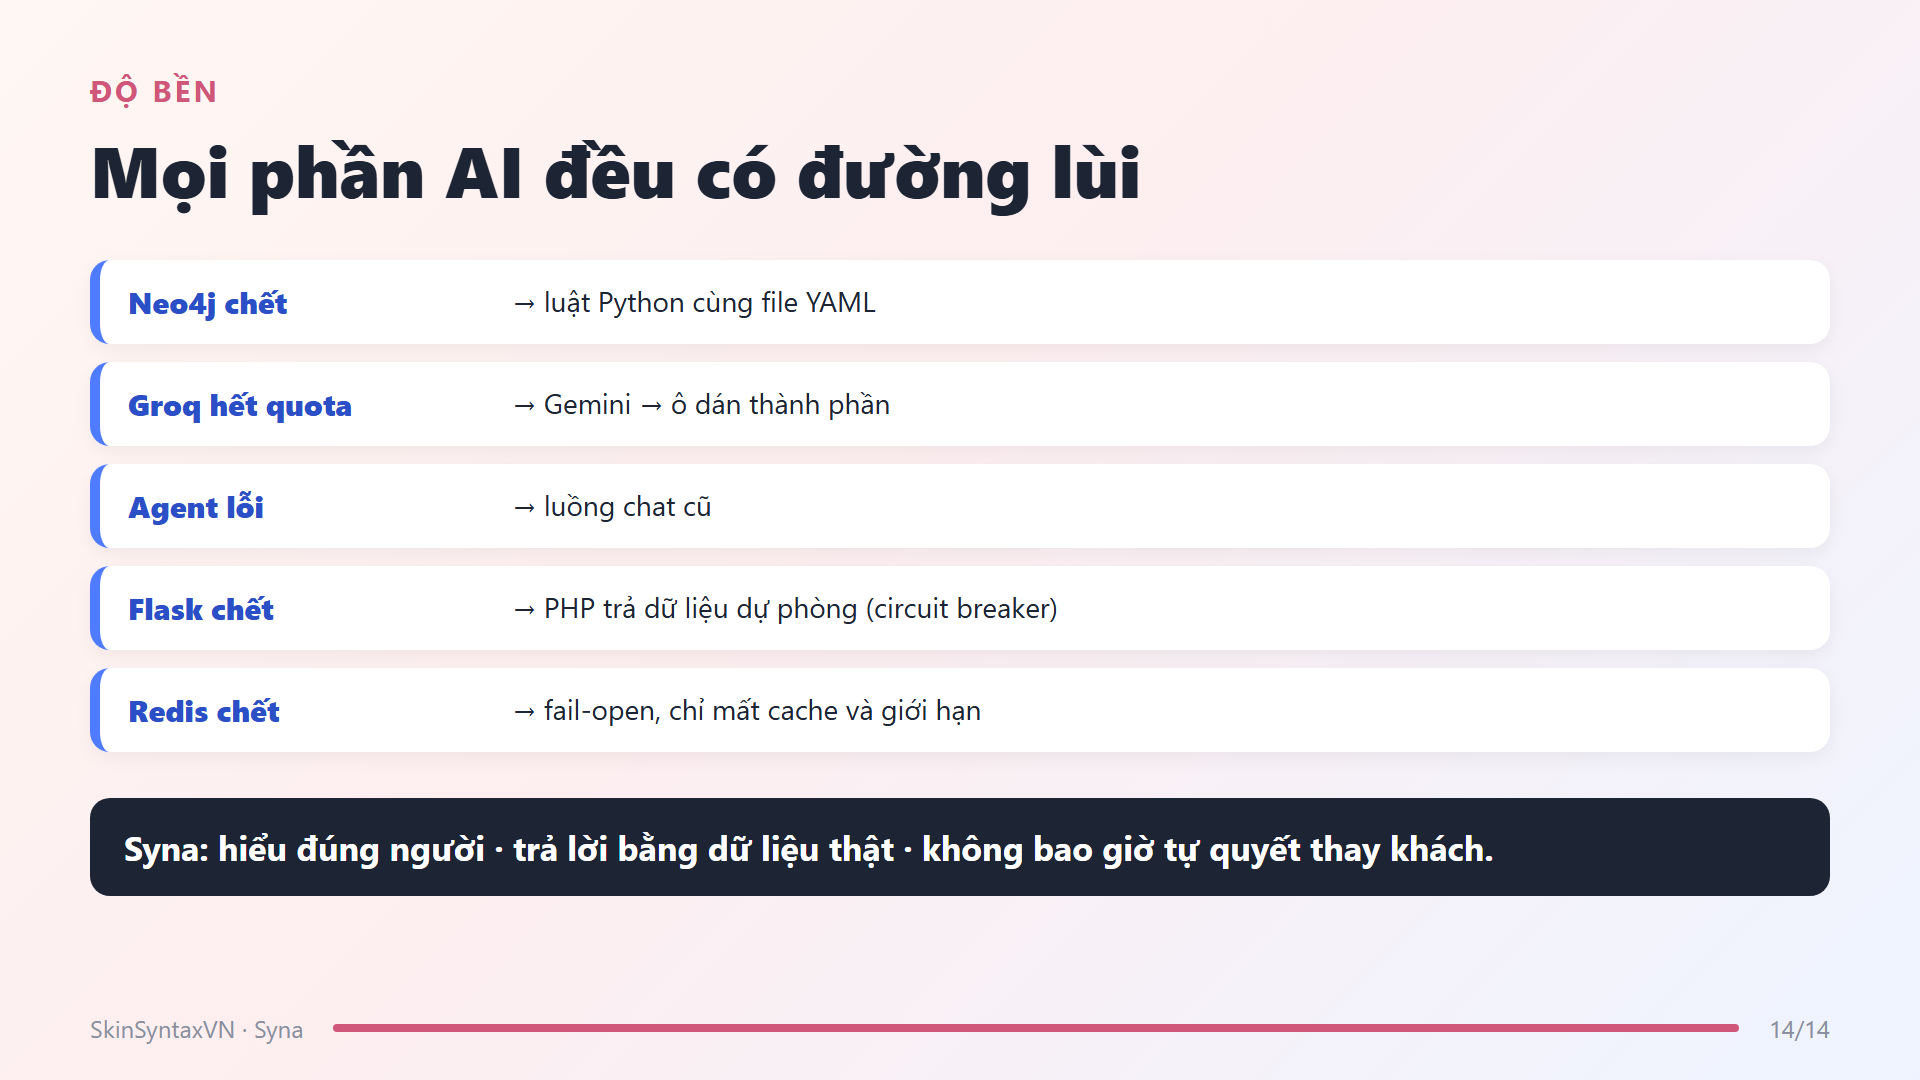 ĐỘ BỀN
Mọi phần AI đều có đường lùi
Neo4j chết → luật Python cùng file YAML
Groq hết quota → Gemini → ô dán thành phần
Agent lỗi → luồng chat cũ
Flask chết → PHP trả dữ liệu dự phòng (circuit breaker)
Redis chết → fail-open, chỉ mất cache và giới hạn
Syna: hiểu đúng người · trả lời bằng dữ liệu thật · không bao giờ tự quyết thay khách.
SkinSyntaxVN · Syna 14/14